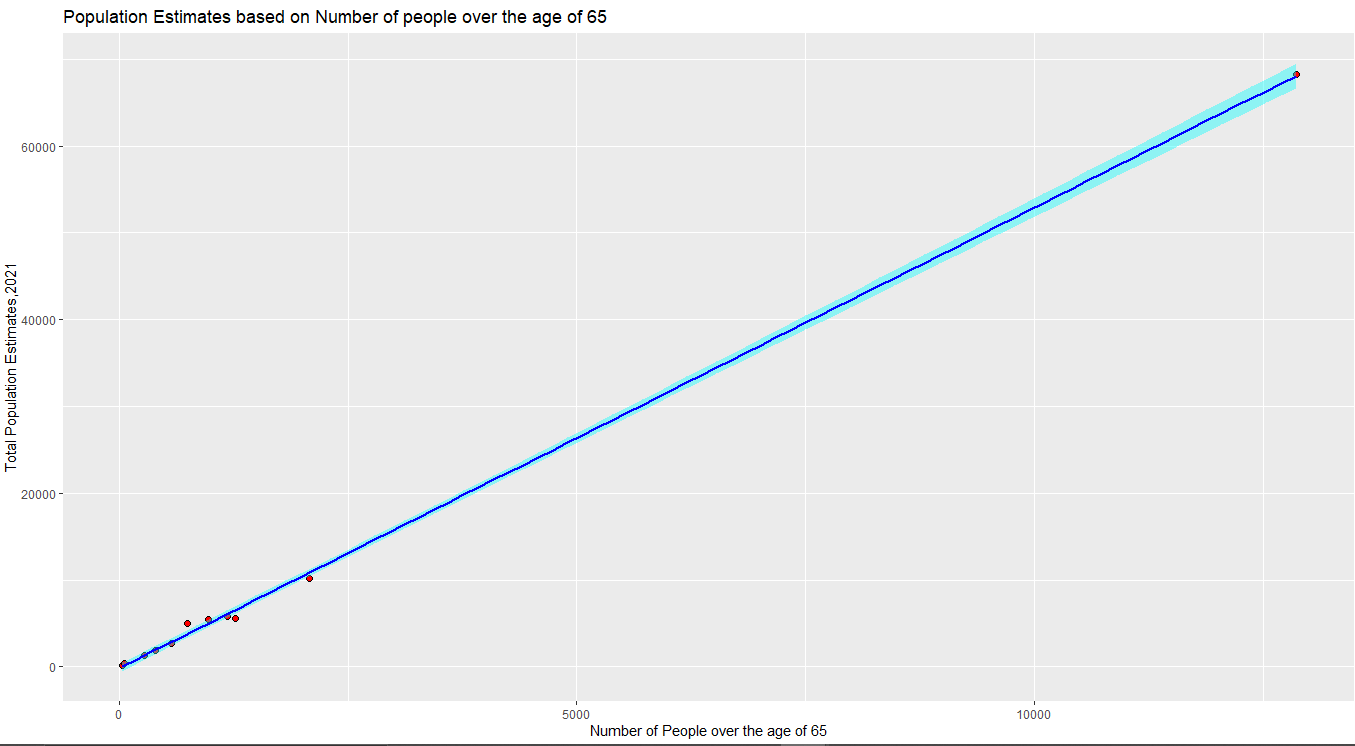 Population Estimates based on Number of people over the age of 65
Total Population Estimates,2021
60000
40000
20000
0
0 5000 10000
Number of People over the age of 65